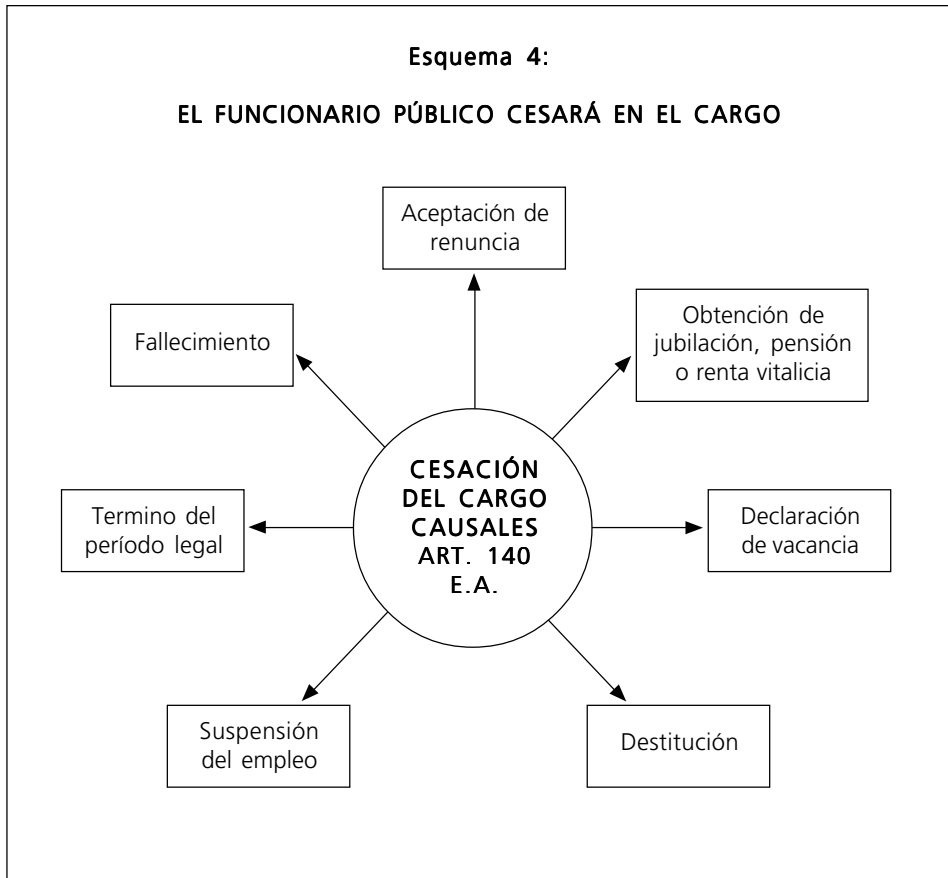 Esquema 4:
EL FUNCIONARIO PÚBLICO CESARÁ EN EL CARGO
Aceptación de
renuncia
Fallecimiento
Obtención de
jubilación, pensión
o renta vitalicia
CESACIÓN
DEL CARGO
CAUSALES
ART. 140
E.A.
Termino del
período legal
Declaración
de vacancia
Suspensión
del empleo
Destitución